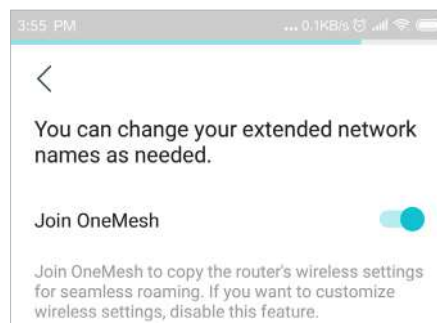 3:55 PM
... 0.1KB/s
You can change your extended network
names as needed.
Join OneMesh
Join OneMesh to copy the router's wireless settings
for seamless roaming. If you want to customize
wireless settings, disable this feature.